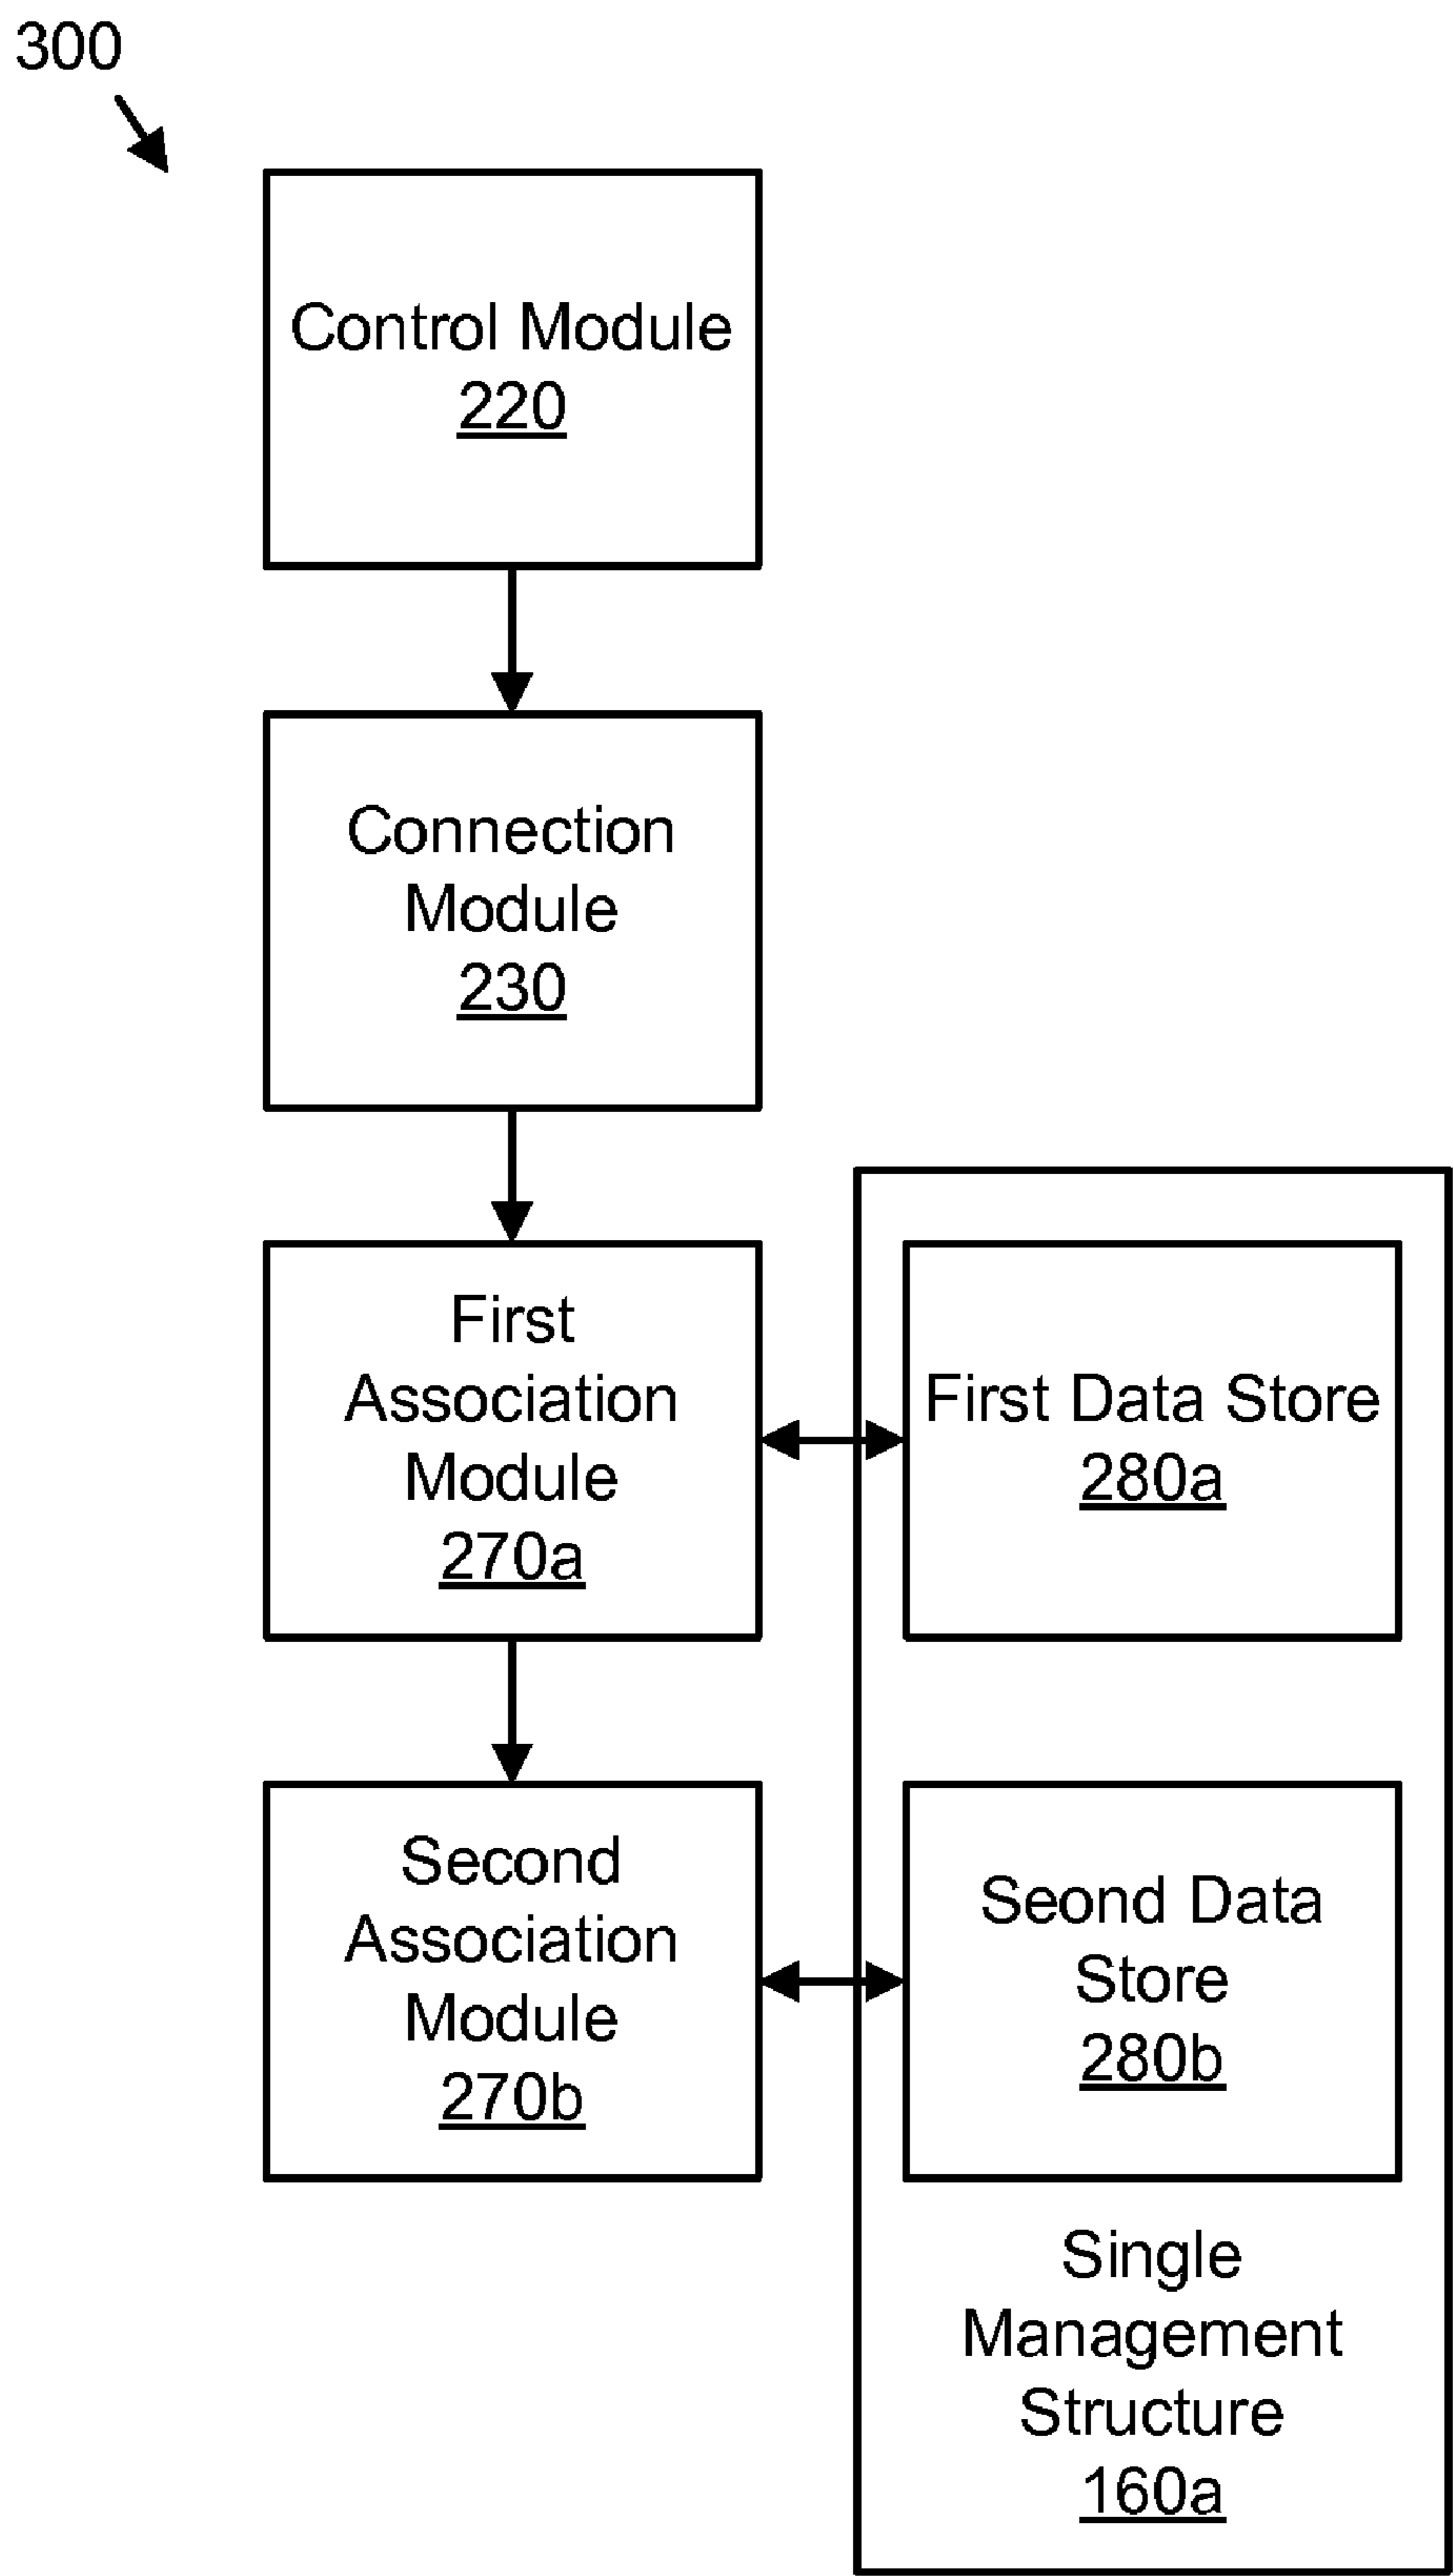 300
Control Module
220
Connection
Module
230
First
Association
Module
270a
First Data Store
280a
Second
Association
Module
270b
Seond Data
Store
280b
Single
Management
Structure
160a